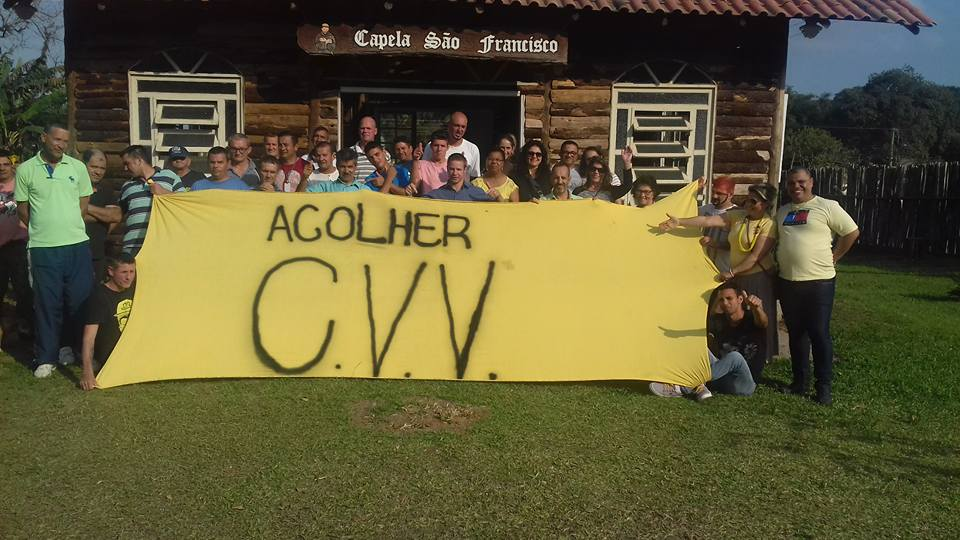 Capela São Francisco
ACOLHER
C.V.V.